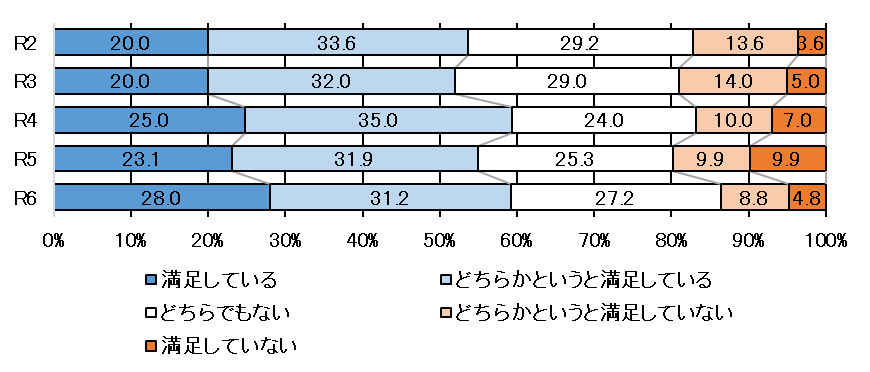 R2 20.0 33.6 29.2 13.6 3.6
R3 20.0 32.0 29.0 14.0 5.0
R4 25.0 35.0 24.0 10.0 7.0
R5 23.1 31.9 25.3 9.9 9.9
R6 28.0 31.2 27.2 8.8 4.8
0% 10% 20% 30% 40% 50% 60% 70% 80% 90% 100%
満足している どちらかというと満足している
どちらでもない どちらかというと満足していない
満足していない